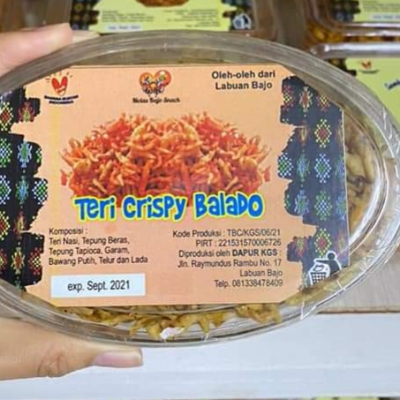 Oleh-oleh dari
Labuan Bajo
Teri Crispy Balado
Komposisi :
Teri Nasi, Tepung Beras,
Tepung Tapioca, Garam,
Bawang Putih, Telur dan Lada
exp. Sept. 2021
Kode Produksi : TBC/KGS/06/21
PIRT : 221531570006726
Diproduksi oleh DAPUR KGS :
Jln. Raymundus Rambu No. 17
Labuan Bajo
Telp. 081338478409